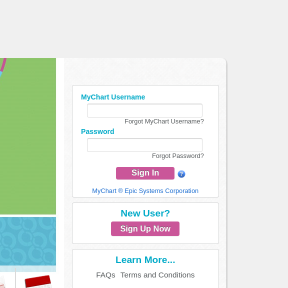 MyChart Username
Forgot MyChart Username?
Password
Forgot Password?
Sign In
MyChart ® Epic Systems Corporation
New User?
Sign Up Now
Learn More...
FAQs Terms and Conditions